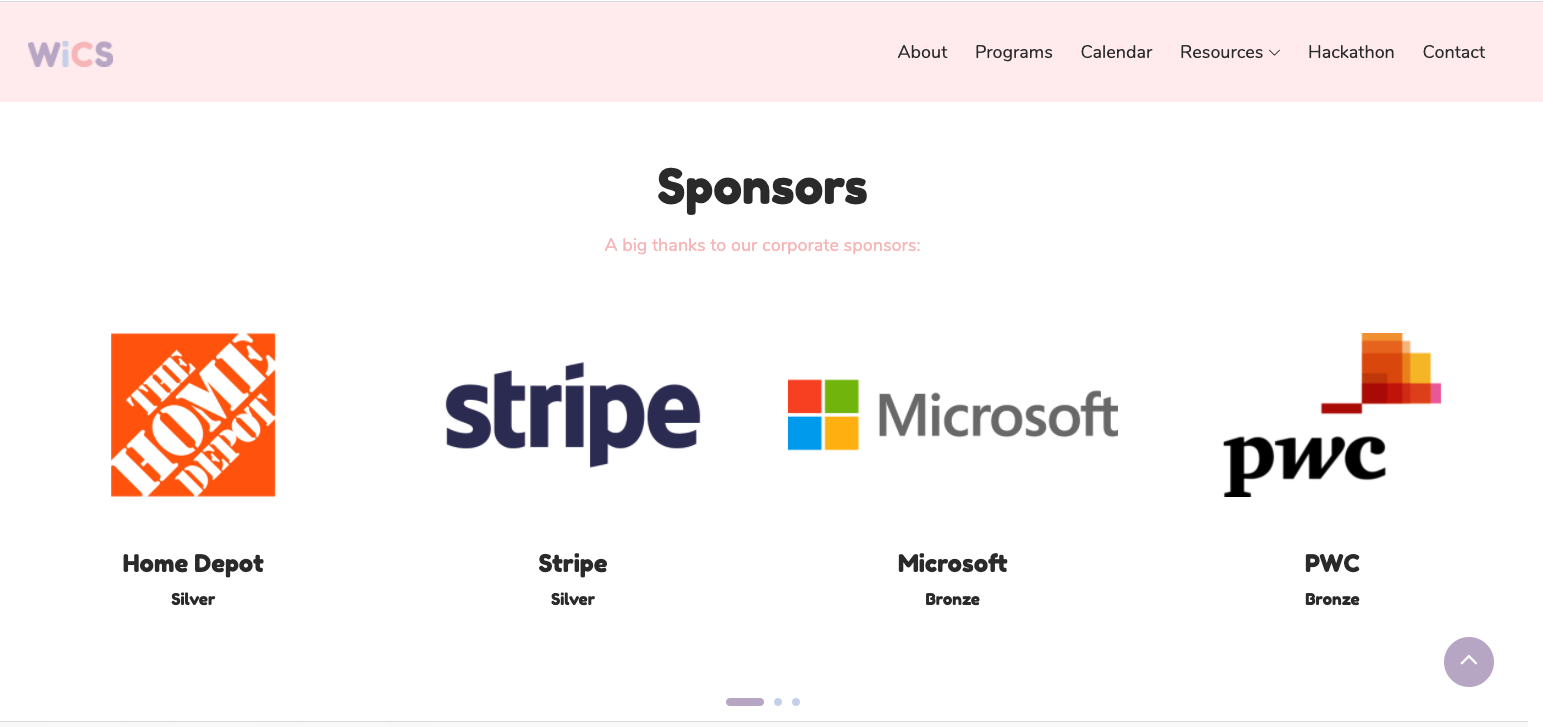 WiCS
About Programs Calendar Resources Hackathon Contact
Sponsors
A big thanks to our corporate sponsors:
THE
HOME
DEPOT
stripe
Microsoft
pwc
Home Depot
Silver
Stripe
Silver
Microsoft
Bronze
PWC
Bronze